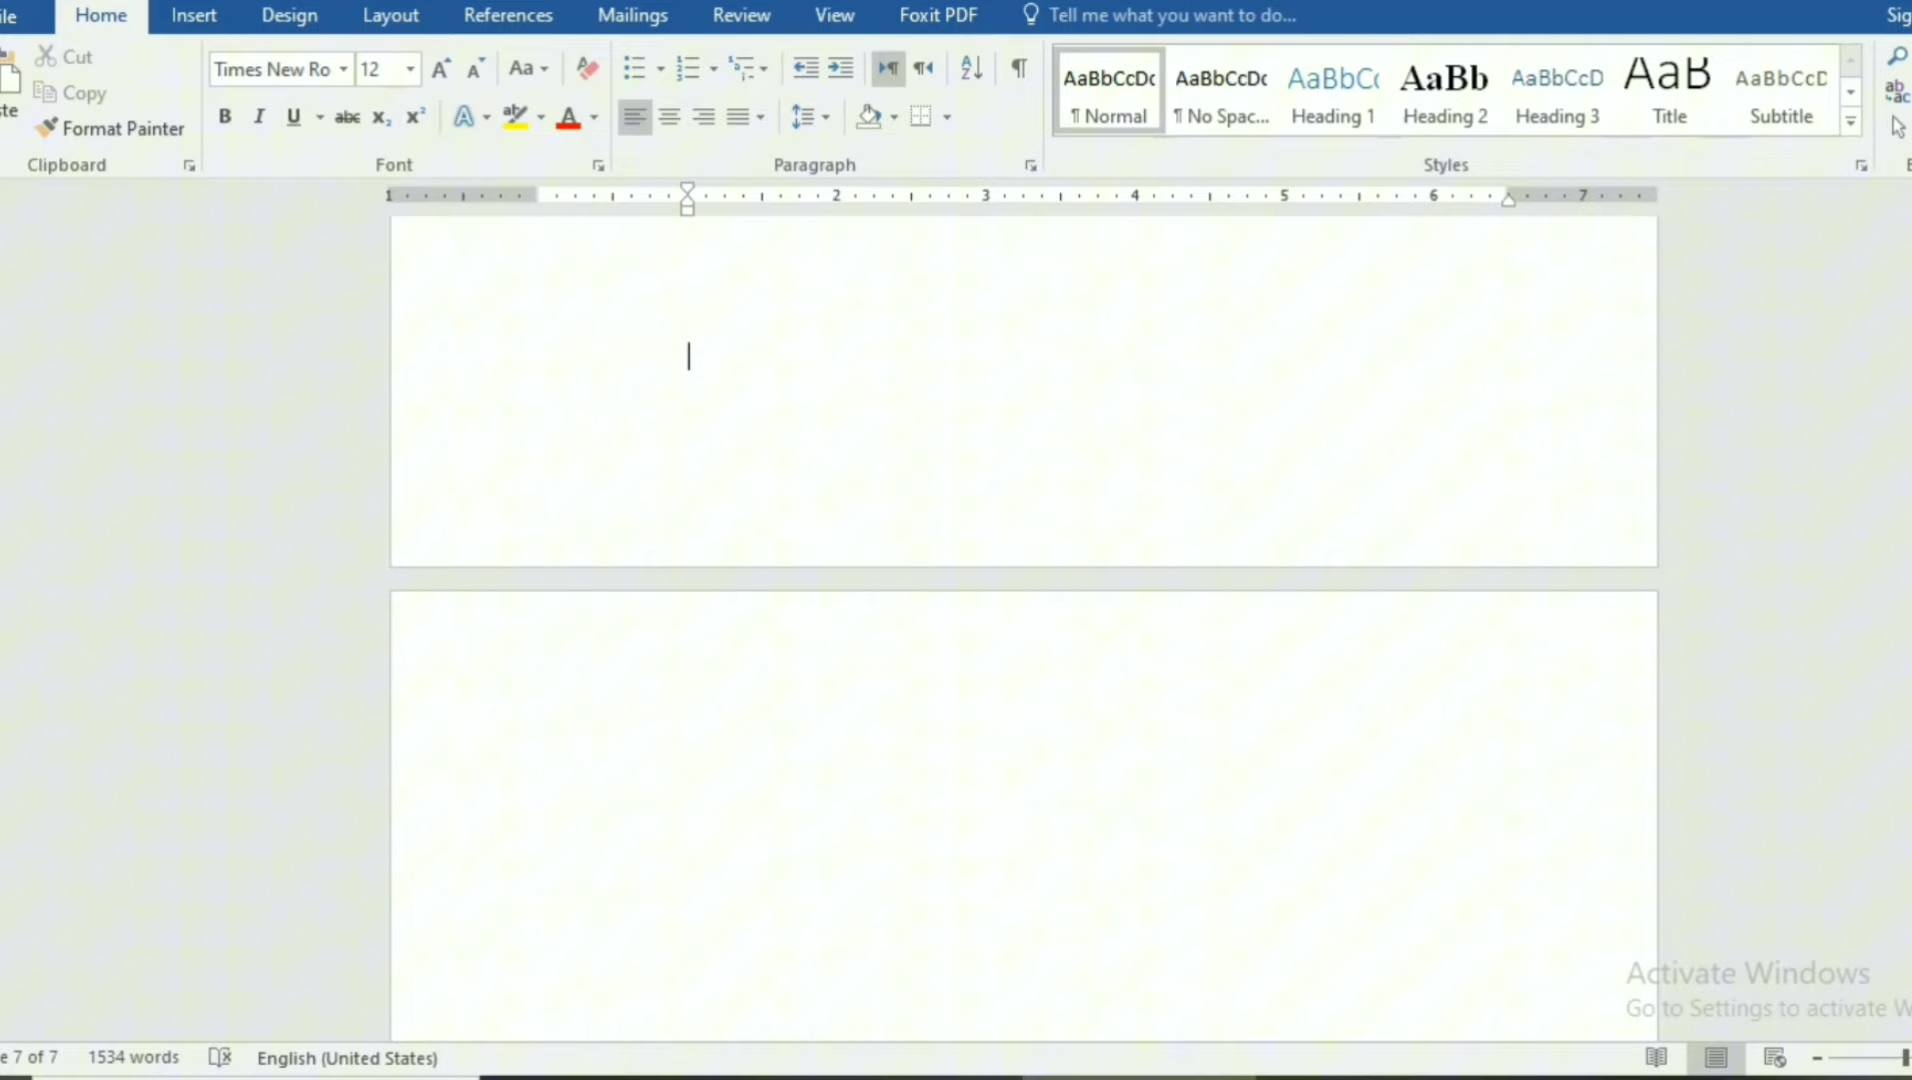 ile Home Insert Design Layout References Mailings Review View Foxit PDF Tell me what you want to do... Sig
Cut
Copy
ste
Format Painter
Clipboard
Times New Ro 12
Aa
B I U abc X₂ X²
Font
Paragraph
AaBbCcDc AaBbCcDc AaBbC AaBb AaBbCcD AaB AaBbCcD
¶ Normal ¶ No Spac... Heading 1 Heading 2 Heading 3 Title Subtitle
Styles
1 2 3 4 5 6 7
Activate Windows
Go to Settings to activate W
e 7 of 7 1534 words English (United States)